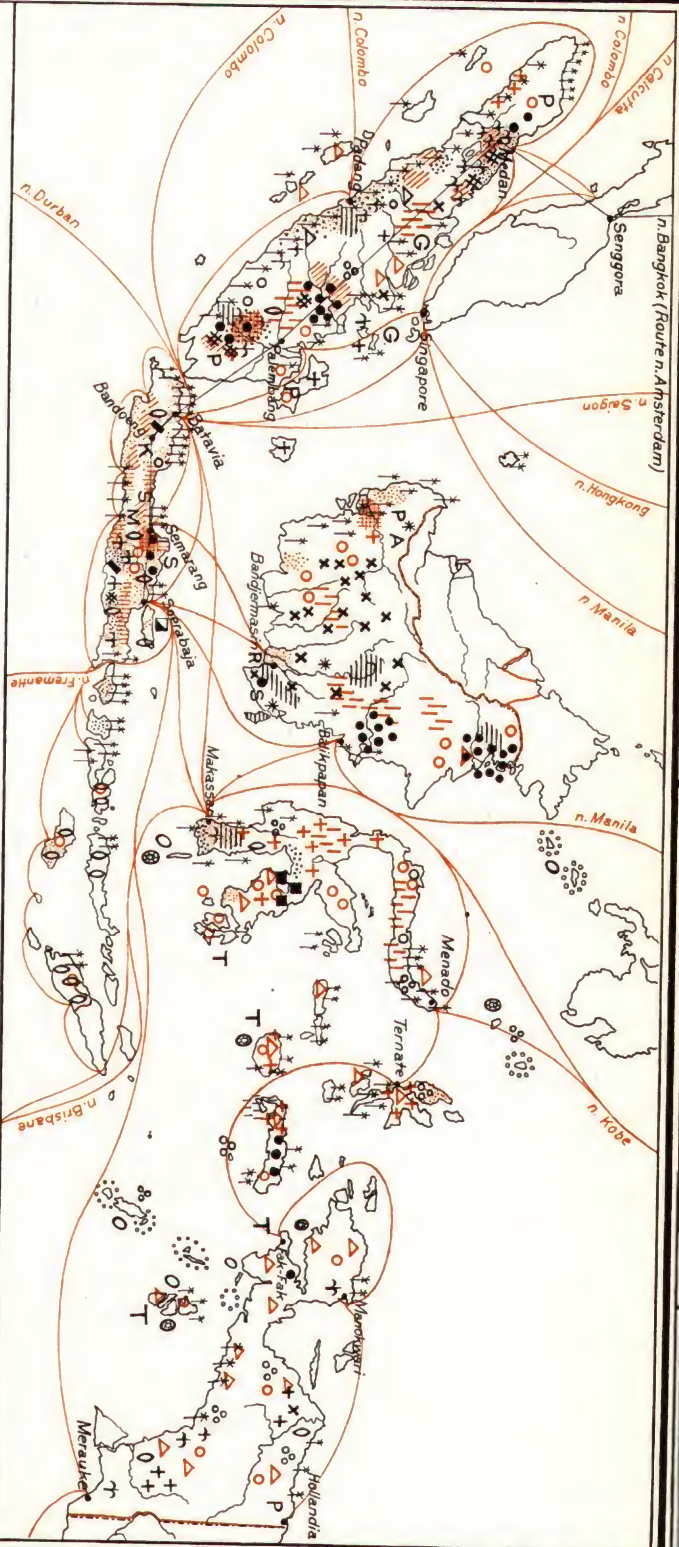 n. Colombo
n. Colombo
n. Colombo
n. Calcutta
n. Bangkok (Route n. Amsterdam)
n. Durban
n. Saigon
n. Hongkong
n. Manila
n. Manila
n. Kobe
n. Fremantle
n. Brisbane
Senggora
Singapore
Medan
Padang
Palembang
Batavia
Bandoeng
Semarang
Soerabaja
Bandjermasin
Balikpapan
Makassar
Menado
Ternate
Fak-Fak
Manokwari
Hollandia
Merauke
P
G
G
P
P
K
S
M
S
T
P
A
R
S
T
T
T
T
P